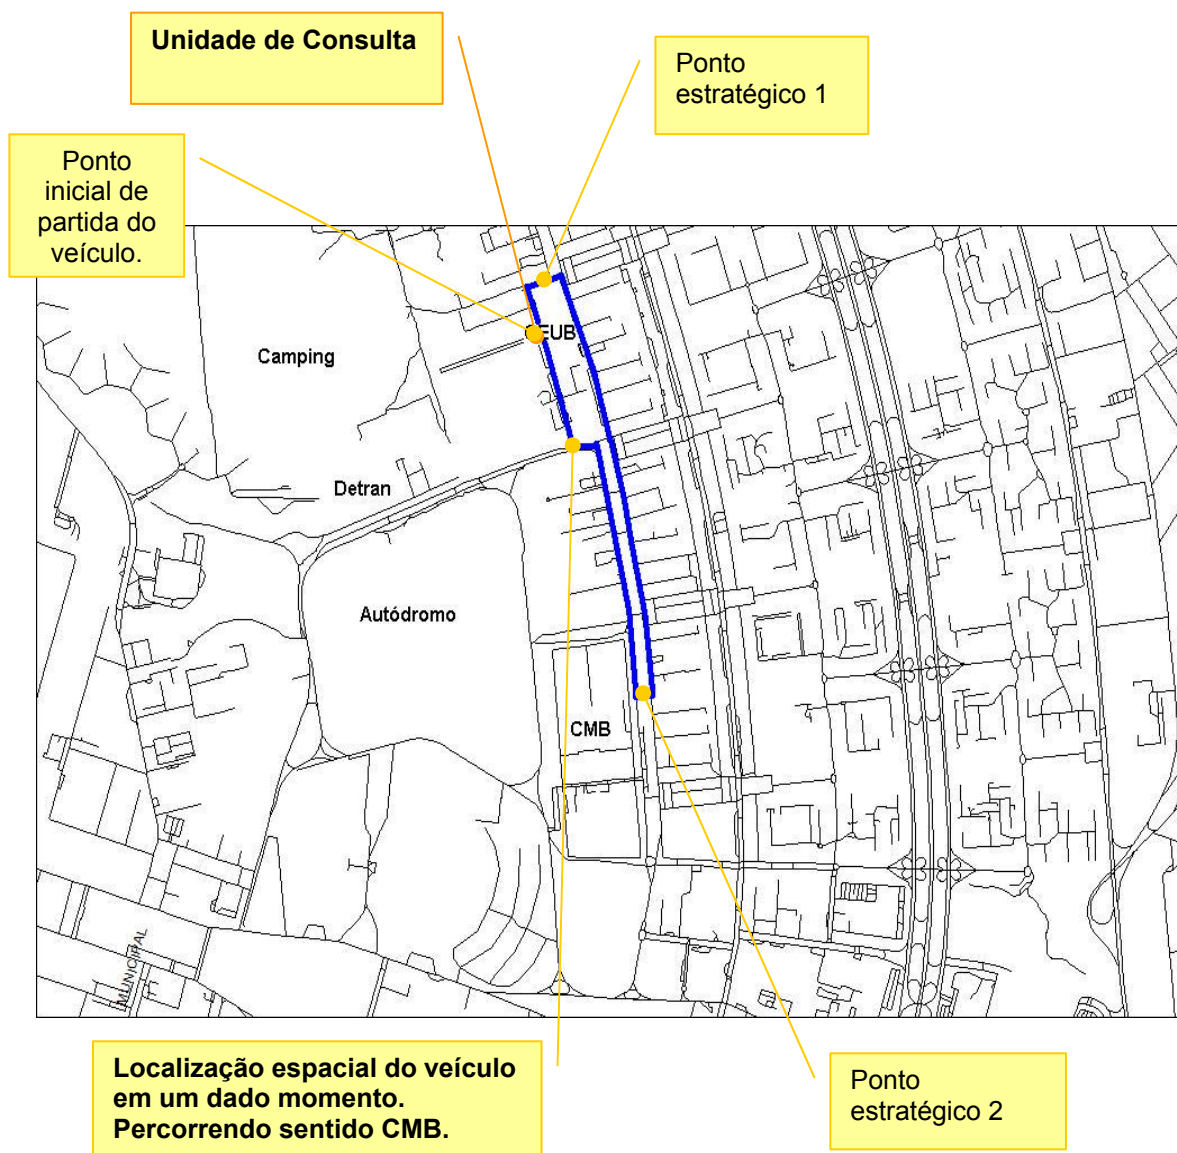 Unidade de Consulta
Ponto
estratégico 1
Ponto
inicial de
partida do
veículo.
CEUB
Camping
Detran
Autódromo
CMB
MUNICIPAL
Localização espacial do veículo
em um dado momento.
Percorrendo sentido CMB.
Ponto
estratégico 2